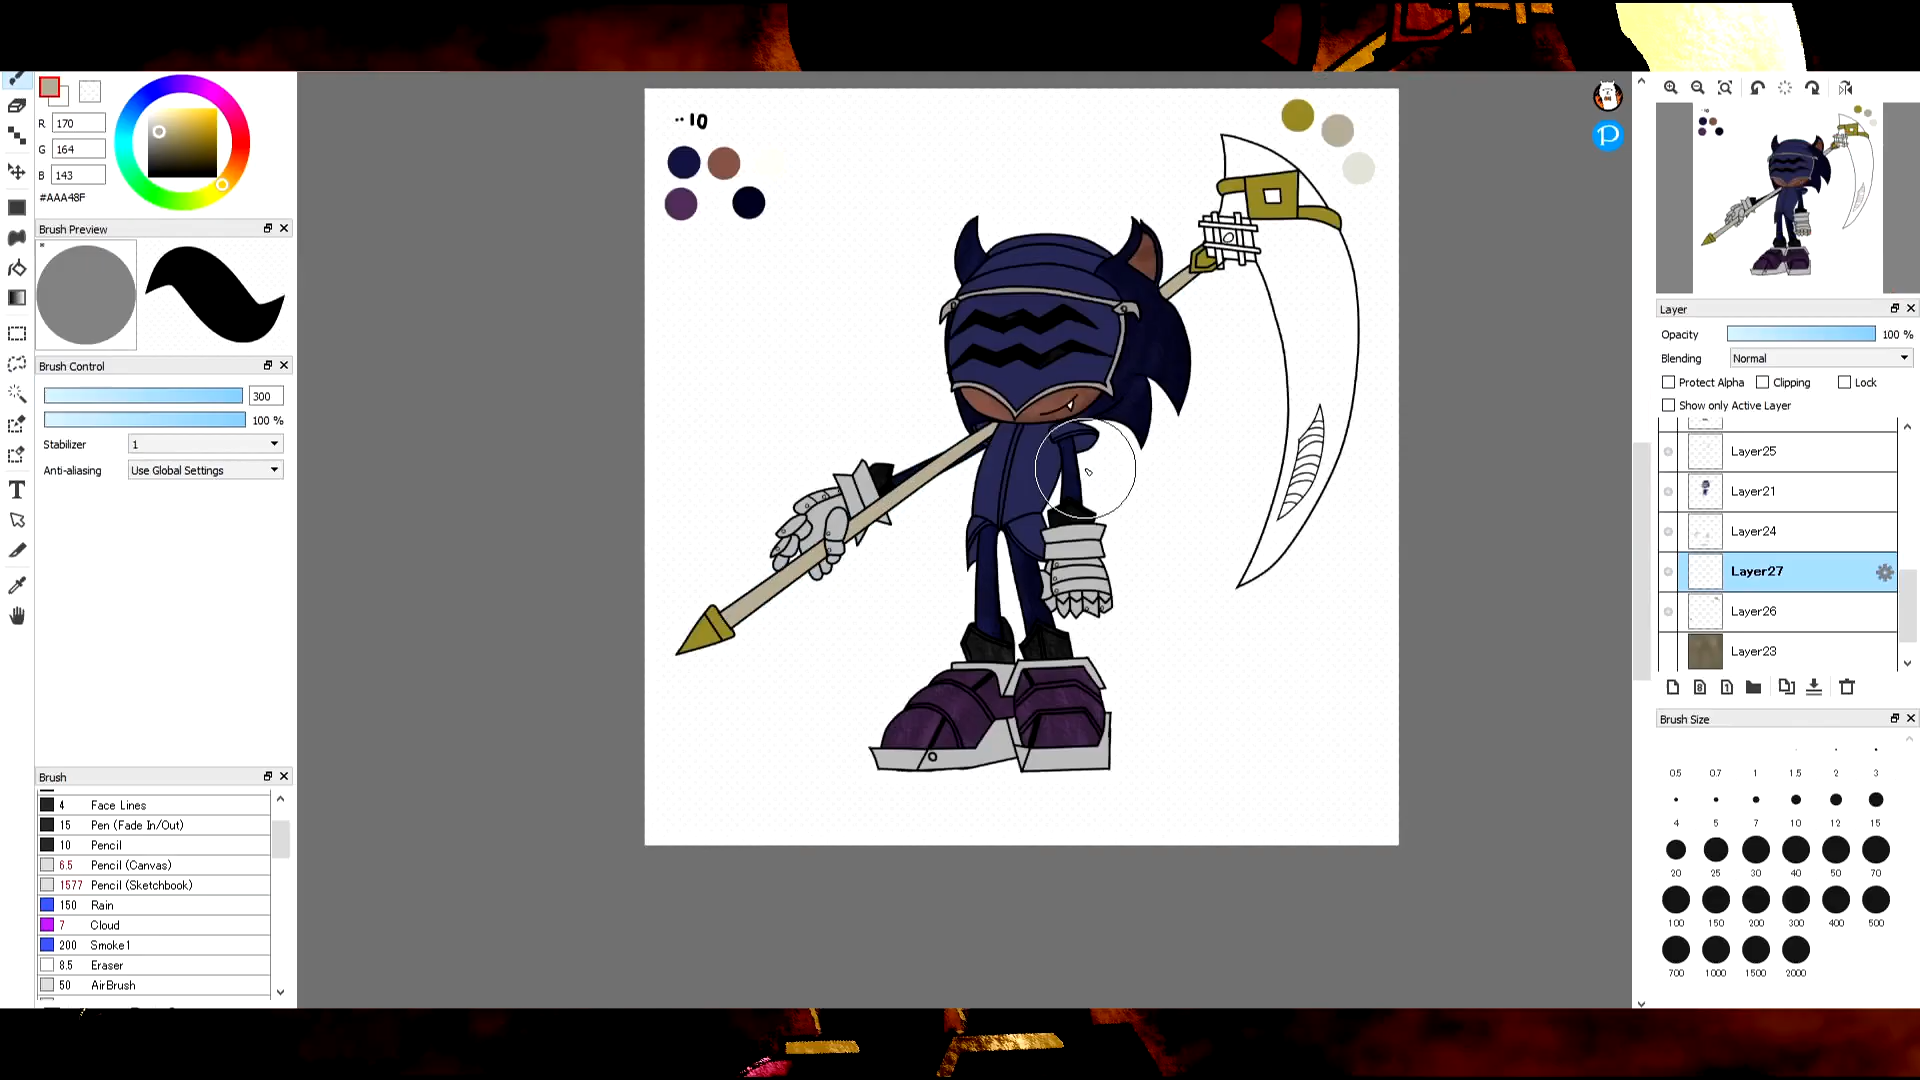 R 170
G 164
B 143
#AAA48F
Brush Preview
Brush Control
300
100 %
Stabilizer 1
Anti-aliasing Use Global Settings
Brush
4 Face Lines
15 Pen (Fade In/Out)
10 Pencil
6.5 Pencil (Canvas)
1577 Pencil (Sketchbook)
150 Rain
7 Cloud
200 Smoke1
8.5 Eraser
50 AirBrush
10
P
Layer
Opacity 100 %
Blending Normal
Protect Alpha Clipping Lock
Show only Active Layer
Layer25
Layer21
Layer24
Layer27
Layer26
Layer23
Brush Size
0.5 0.7 1 1.5 2 3
4 5 7 10 12 15
20 25 30 40 50 70
100 150 200 300 400 500
700 1000 1500 2000